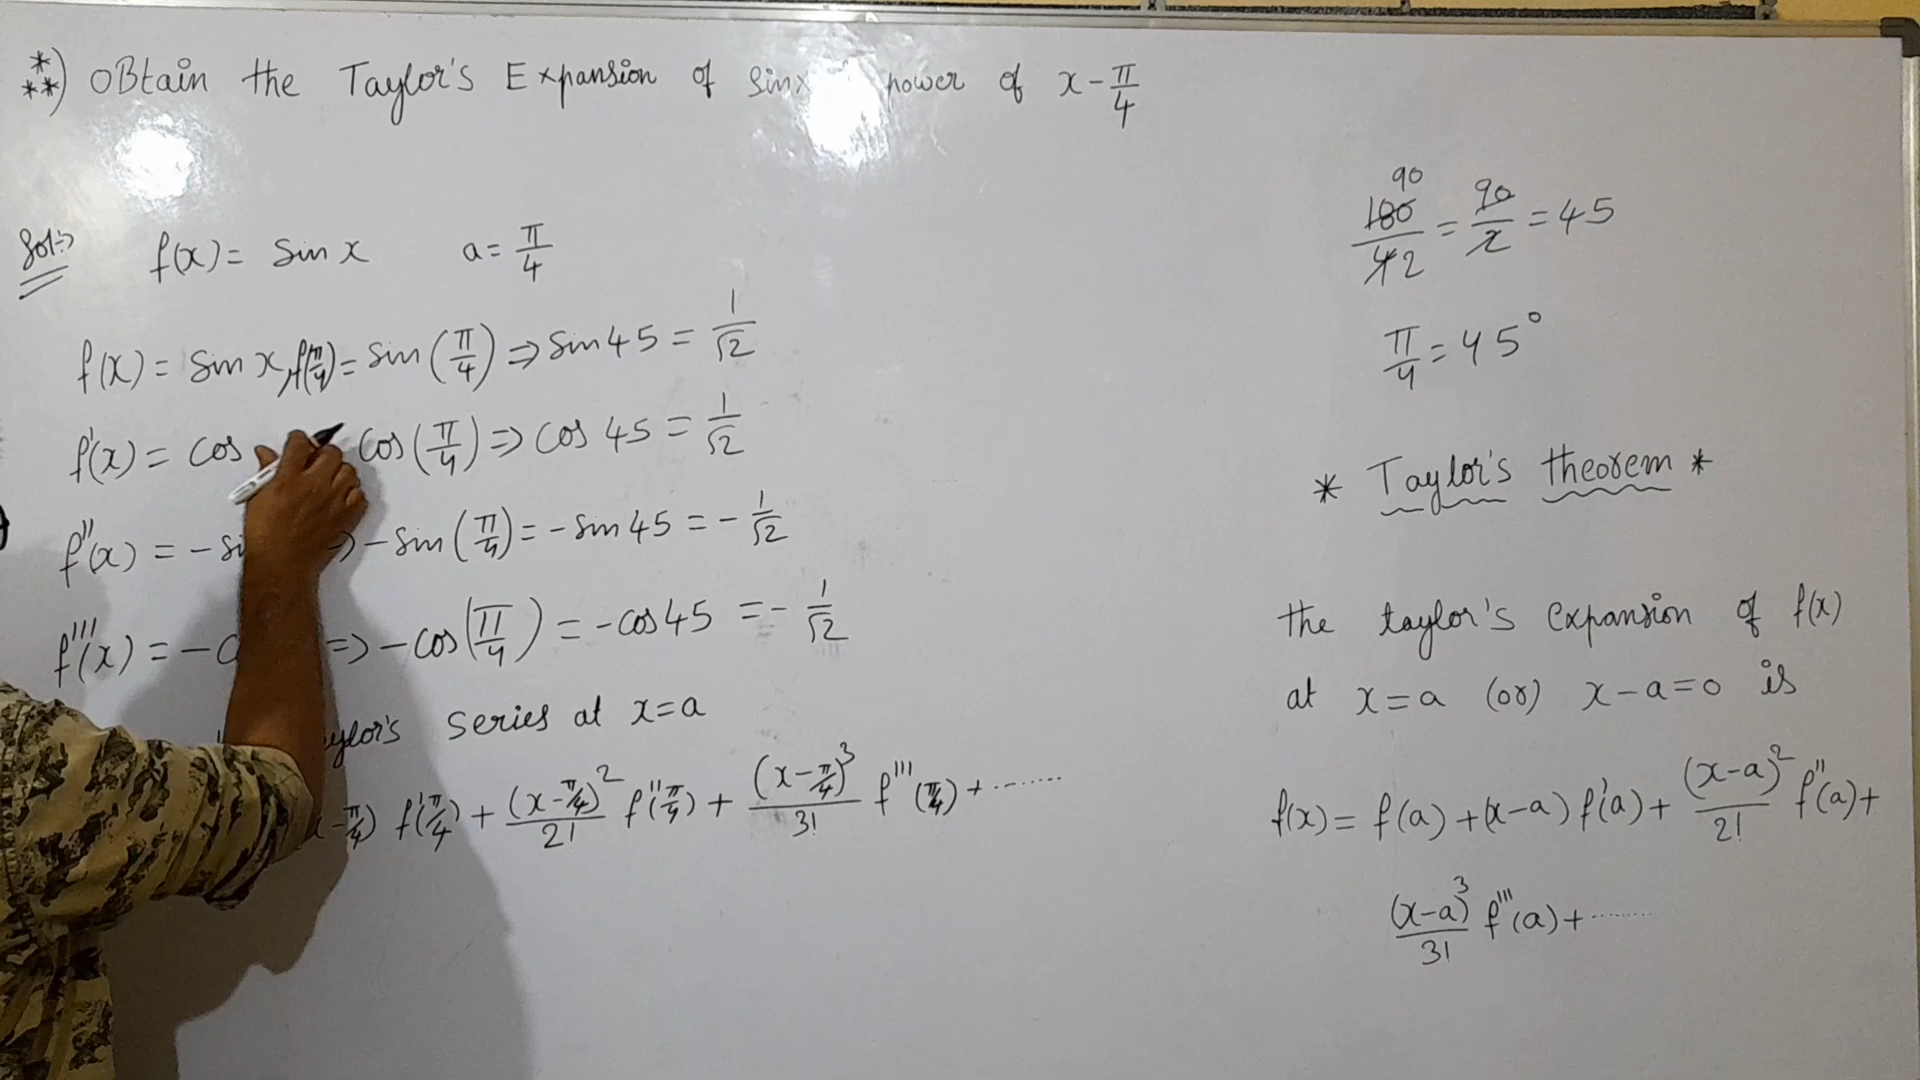 ***) OBtain the Taylor's Expansion of Sinx power of x - π/4
Sol:⇒ f(x) = Sin x a = π/4
f(x) = Sin x, f(π/4) = Sin (π/4) ⇒ Sin 45 = 1/√2
f'(x) = Cos Cos (π/4) ⇒ Cos 45 = 1/√2
f''(x) = - -Sin (π/4) = -Sin 45 = -1/√2
f'''(x) = - ⇒ -Cos (π/4) = -Cos 45 = -1/√2
Series at x = a
f'(π/4) + (x - π/4)²/2! f''(π/4) + (x - π/4)³/3! f'''(π/4) + ......
90
180/42 = 90/2 = 45
π/4 = 45°
* Taylor's theorem *
the taylor's Expansion of f(x)
at x = a (or) x - a = 0 is
f(x) = f(a) + (x-a) f'(a) + (x-a)²/2! f''(a) +
(x-a)³/3! f'''(a) + ........